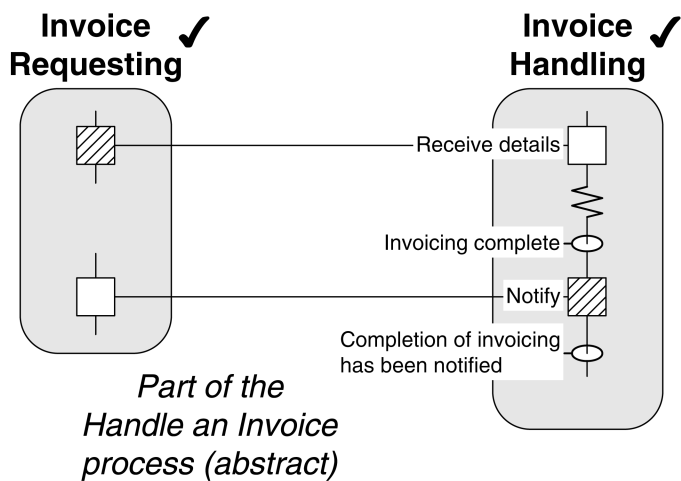 Invoice
Requesting
Invoice
Handling
Receive details
Invoicing complete
Notify
Completion of invoicing
has been notified
Part of the
Handle an Invoice
process (abstract)